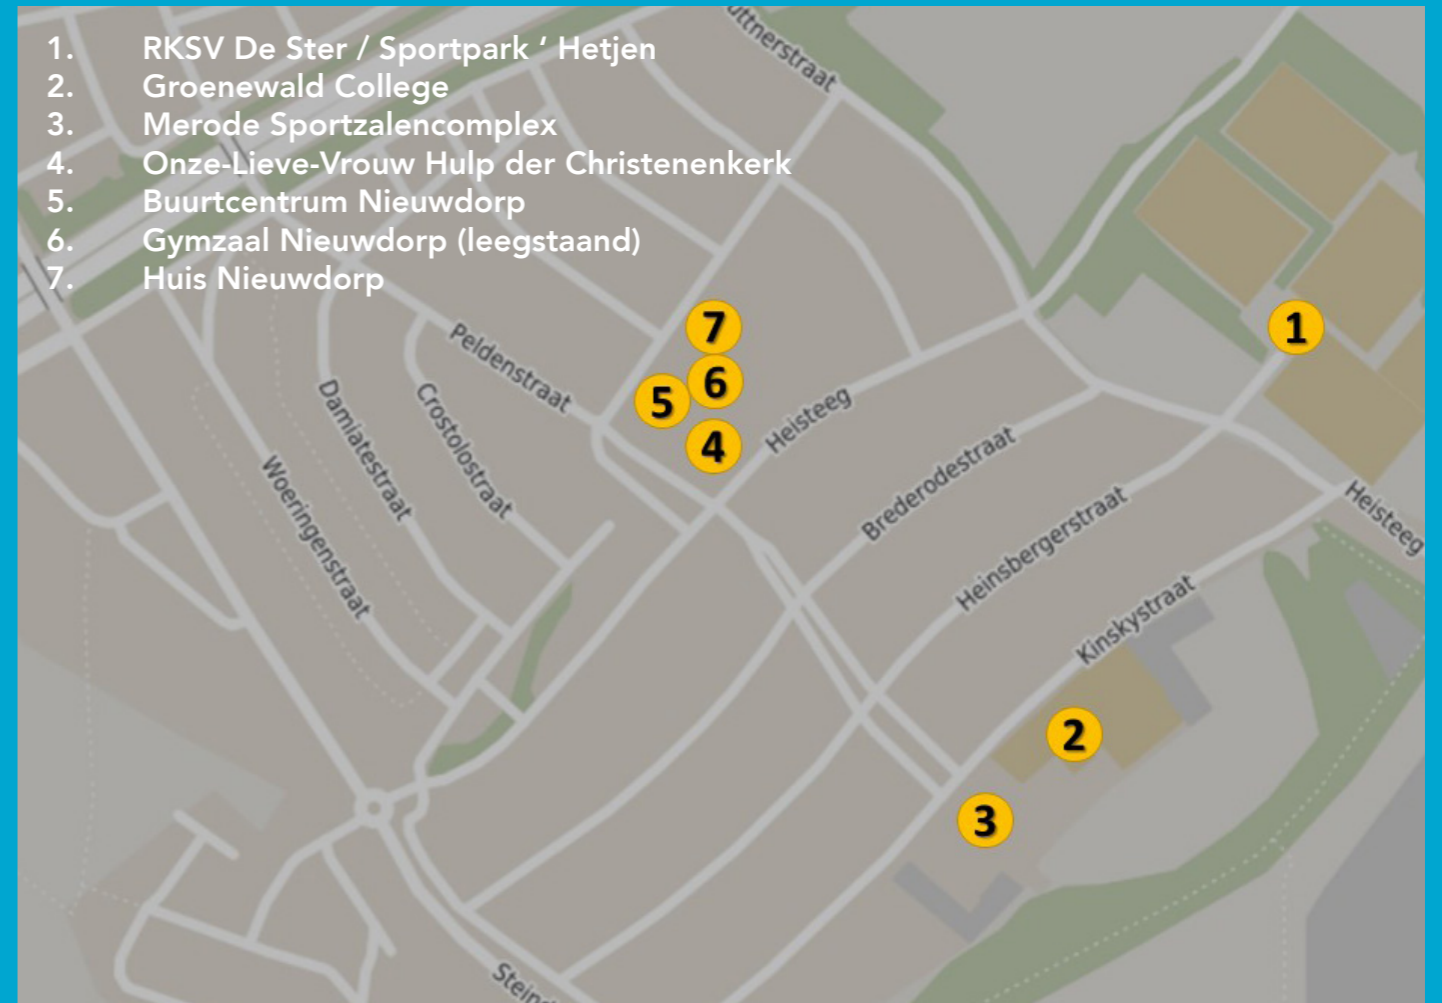 1. RKSV De Ster / Sportpark ‘ Hetjen
2. Groenewald College
3. Merode Sportzalencomplex
4. Onze-Lieve-Vrouw Hulp der Christenenkerk
5. Buurtcentrum Nieuwdorp
6. Gymzaal Nieuwdorp (leegstaand)
7. Huis Nieuwdorp
7
1
6
5
4
Peldenstraat
Heisteeg
Damiatestraat
Crostolostraat
Brederodestraat
Woeringenstraat
Heinsbergerstraat
Heisteeg
Kinskystraat
2
3